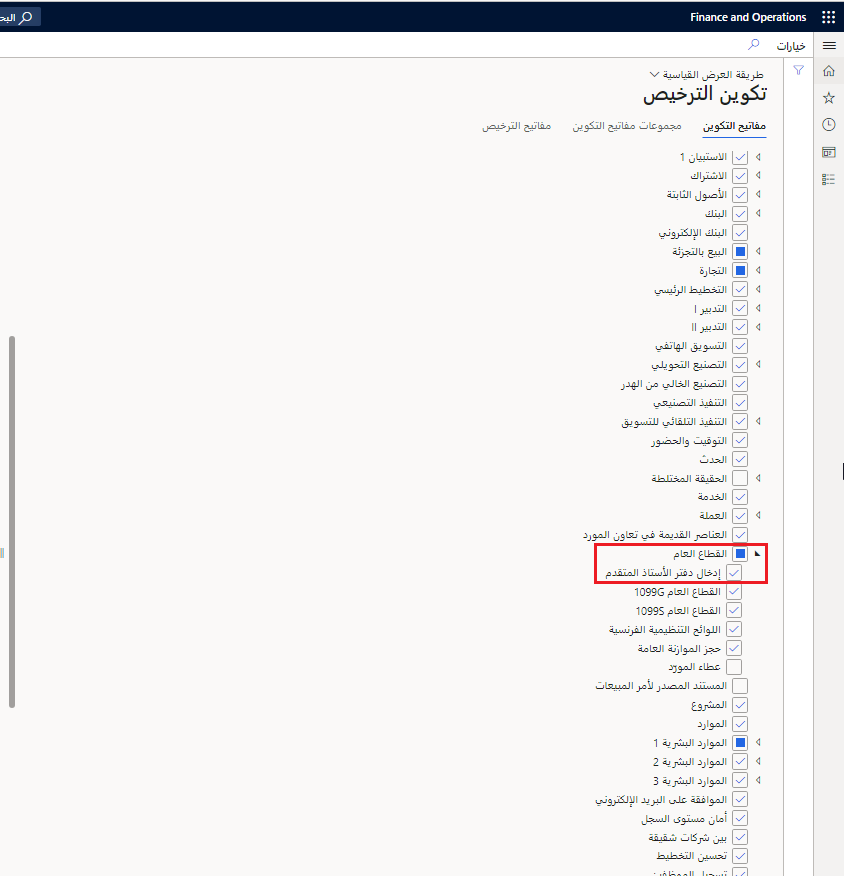 Finance and Operations
البح
خيارات
طريقة العرض القياسية
تكوين الترخيص
مفاتيح التكوين مجموعات مفاتيح التكوين مفاتيح الترخيص
الاستبيان 1
الاشتراك
الأصول الثابتة
البنك
البنك الإلكتروني
البيع بالتجزئة
التجارة
التخطيط الرئيسي
التدبير I
التدبير II
التسويق الهاتفي
التصنيع التحويلي
التصنيع الخالي من الهدر
التنفيذ التصنيعي
التنفيذ التلقائي للتسويق
التوقيت والحضور
الحدث
الحقيقة المختلطة
الخدمة
العملة
العناصر القديمة في تعاون المورد
القطاع العام
إدخال دفتر الأستاذ المتقدم
القطاع العام 1099G
القطاع العام 1099S
اللوائح التنظيمية الفرنسية
حجز الموازنة العامة
عطاء المورّد
المستند المصدر لأمر المبيعات
المشروع
الموارد
الموارد البشرية 1
الموارد البشرية 2
الموارد البشرية 3
الموافقة على البريد الإلكتروني
أمان مستوى السجل
بين شركات شقيقة
تحسين التخطيط
تسجيل الموظفين